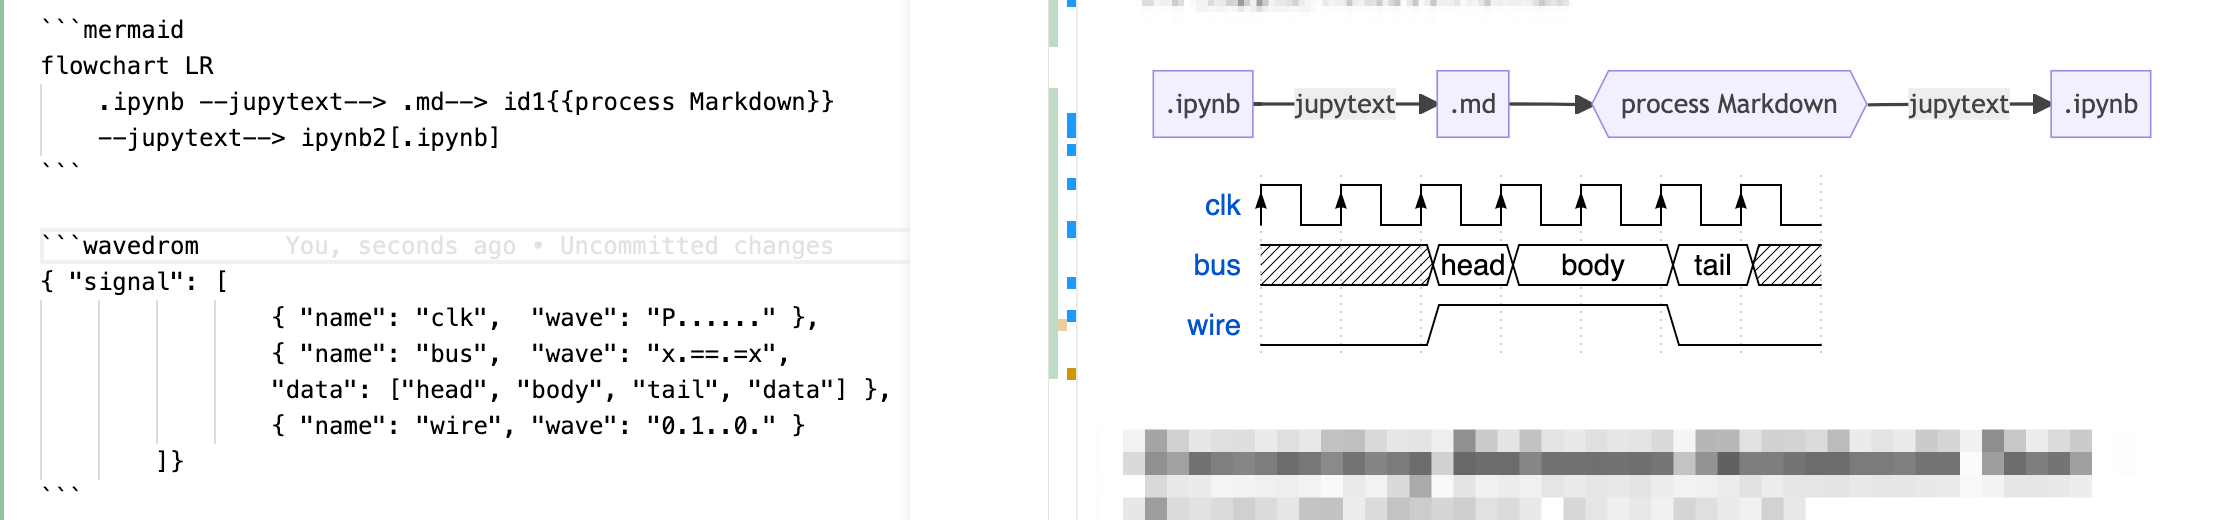 ```mermaid
flowchart LR
.ipynb --jupytext--> .md--> id1{{process Markdown}}
--jupytext--> ipynb2[.ipynb]
```
```wavedrom You, seconds ago • Uncommitted changes
{ "signal": [
{ "name": "clk",  "wave": "P......" },
{ "name": "bus",  "wave": "x.==.=x",
"data": ["head", "body", "tail", "data"] },
{ "name": "wire", "wave": "0.1..0." }
]}
```
.ipynb jupytext .md process Markdown jupytext .ipynb
clk
bus head body tail
wire